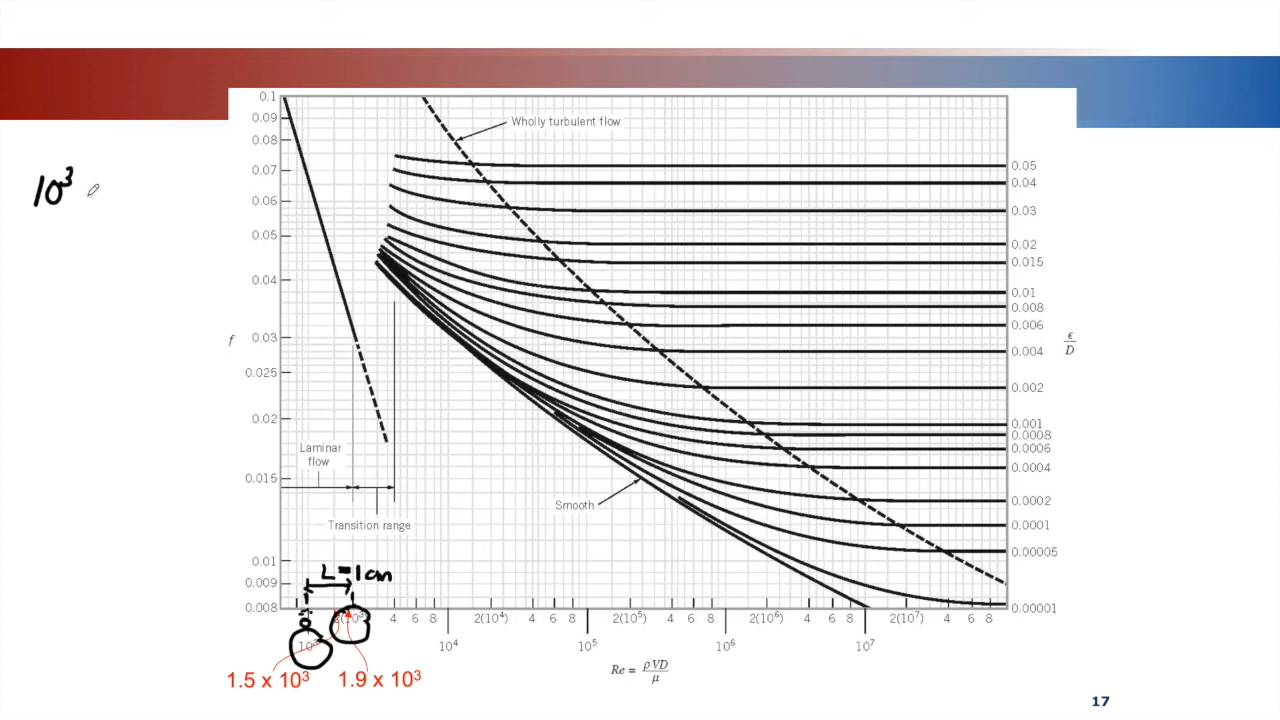 0.1
0.09
Wholly turbulent flow
0.08
0.07
0.05
10³
0.04
0.06
0.03
0.05
0.02
0.015
0.04
0.01
0.008
0.006
f
0.03
0.004
ϵ/D
0.025
0.002
0.02
0.001
0.0008
Laminar
flow
0.0006
0.0004
0.015
Smooth
0.0002
Transition range
0.0001
0.00005
0.01
L = 1 cm
0.009
0.008
0.00001
4 6 8 2(10⁴) 4 6 8 2(10⁵) 4 6 8 2(10⁶) 4 6 8 2(10⁷) 4 6 8
10³ 10⁴ 10⁵ 10⁶ 10⁷
Re = ρVD/μ
1.5 x 10³ 1.9 x 10³
17